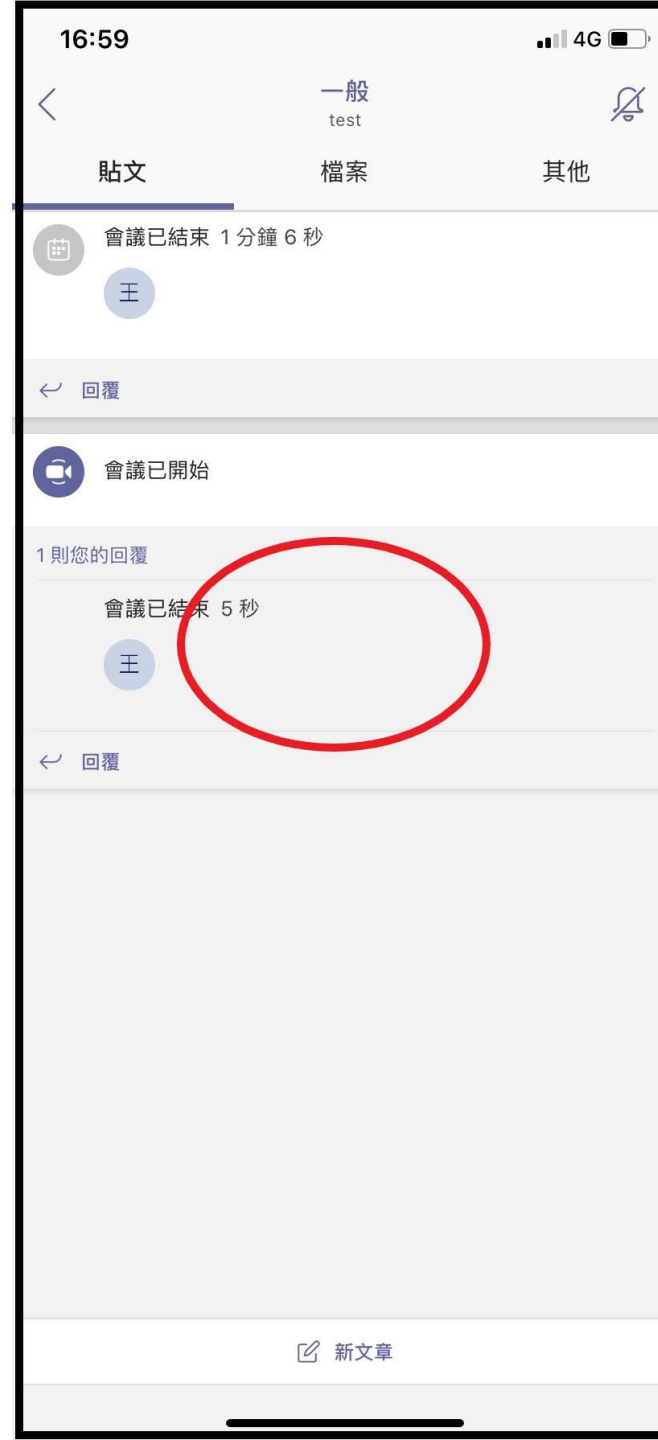 16:59
4G
一般
test
貼文 檔案 其他
會議已結束 1 分鐘 6 秒
王
回覆
會議已開始
1 則您的回覆
會議已結束 5 秒
王
回覆
新文章